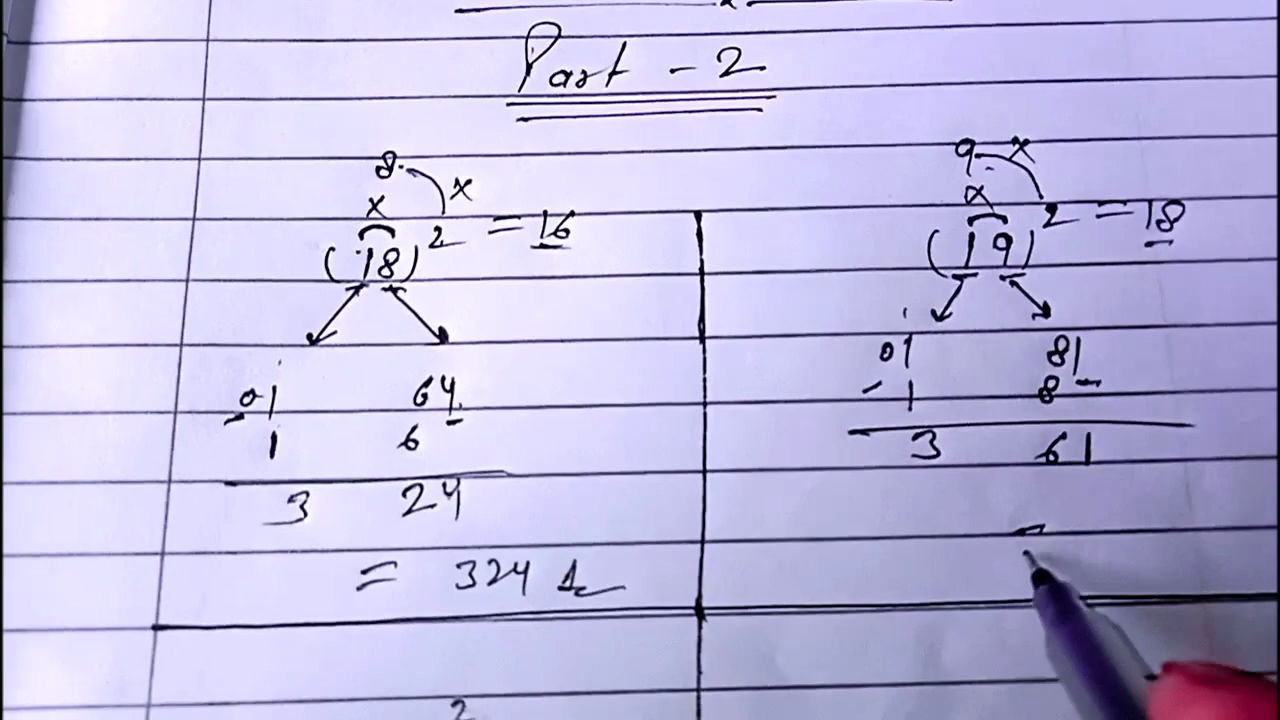 Part - 2
8 x
x
(18)2 = 16
01 64
1 6
3 24
= 324
9 x
x
(19)2 = 18
01 81
1 8
3 61
=
2